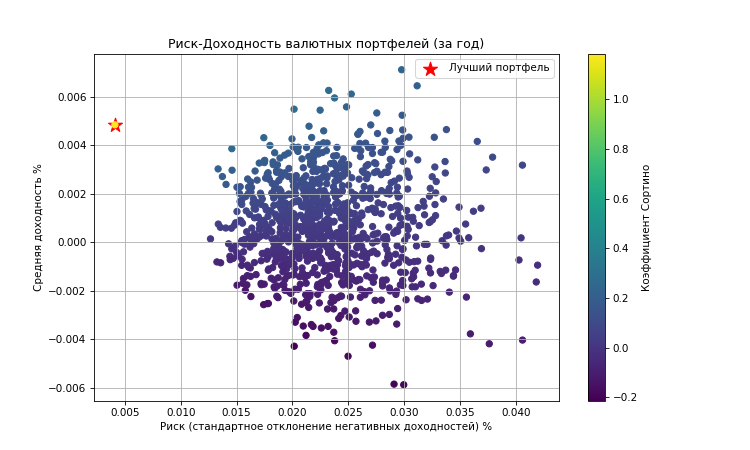 Риск-Доходность валютных портфелей (за год)
Лучший портфель
Средняя доходность %
0.006
0.004
0.002
0.000
−0.002
−0.004
−0.006
0.005 0.010 0.015 0.020 0.025 0.030 0.035 0.040
Риск (стандартное отклонение негативных доходностей) %
1.0
0.8
0.6
0.4
0.2
0.0
−0.2
Коэффициент Сортино